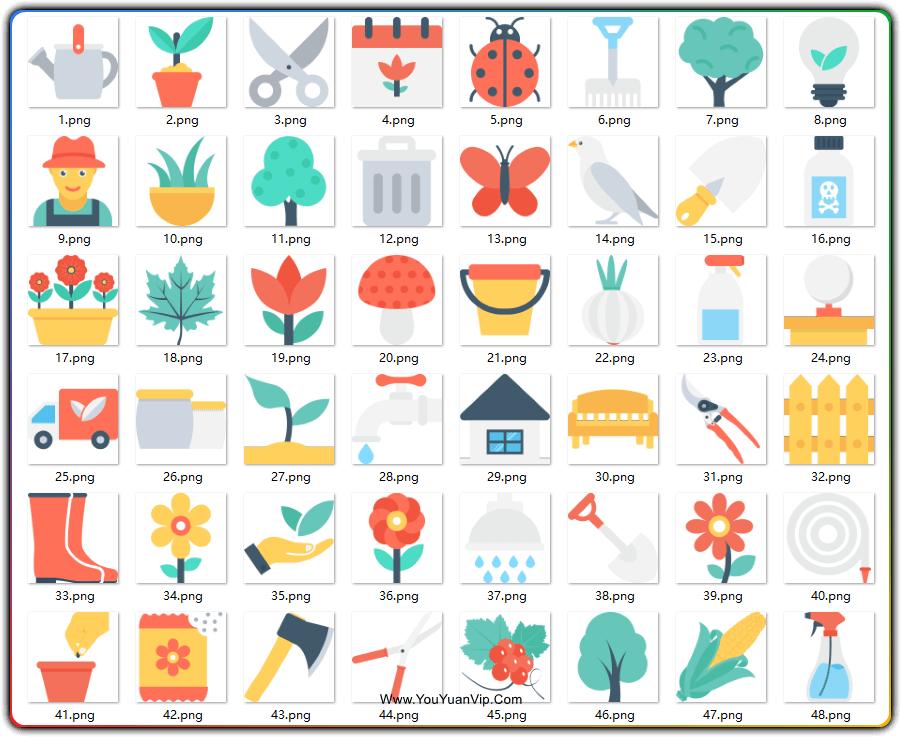 1.png 2.png 3.png 4.png 5.png 6.png 7.png 8.png
9.png 10.png 11.png 12.png 13.png 14.png 15.png 16.png
17.png 18.png 19.png 20.png 21.png 22.png 23.png 24.png
25.png 26.png 27.png 28.png 29.png 30.png 31.png 32.png
33.png 34.png 35.png 36.png 37.png 38.png 39.png 40.png
Www.YouYuanVip.Com
41.png 42.png 43.png 44.png 45.png 46.png 47.png 48.png